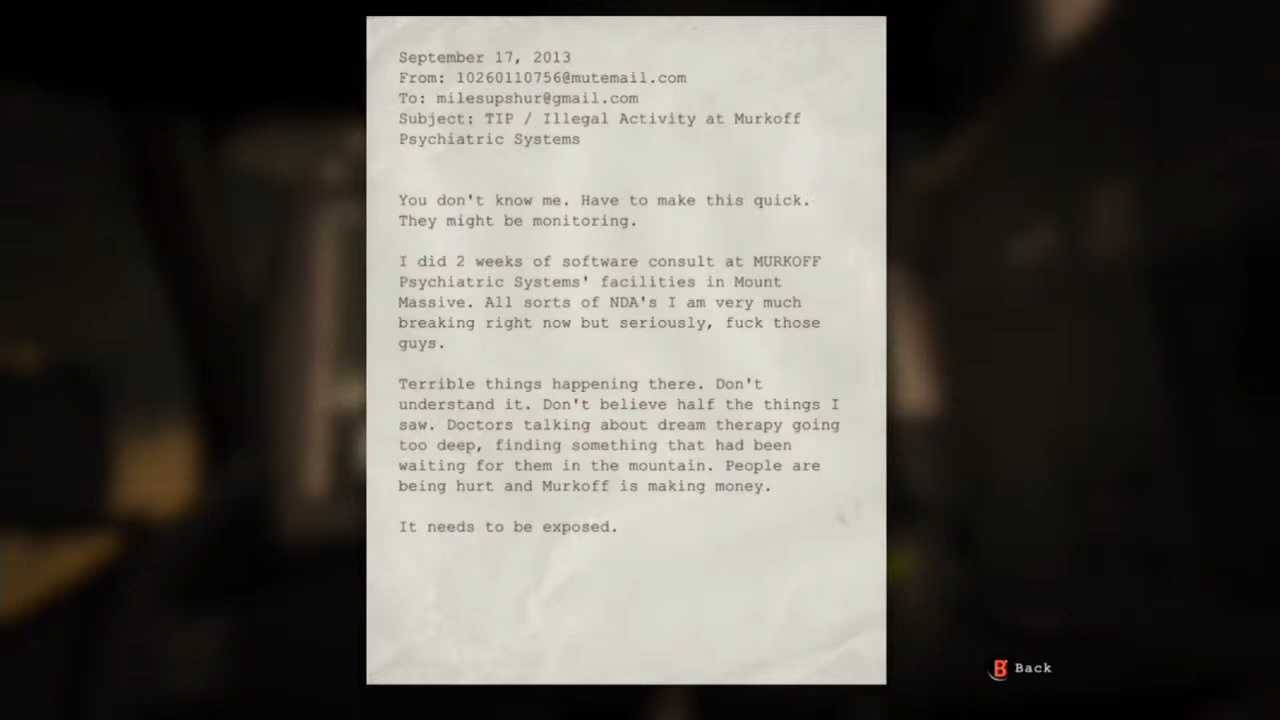 September 17, 2013
From: 10260110756@mutemail.com
To: milesupshur@gmail.com
Subject: TIP / Illegal Activity at Murkoff
Psychiatric Systems
You don't know me. Have to make this quick.
They might be monitoring.
I did 2 weeks of software consult at MURKOFF
Psychiatric Systems' facilities in Mount
Massive. All sorts of NDA's I am very much
breaking right now but seriously, fuck those
guys.
Terrible things happening there. Don't
understand it. Don't believe half the things I
saw. Doctors talking about dream therapy going
too deep, finding something that had been
waiting for them in the mountain. People are
being hurt and Murkoff is making money.
It needs to be exposed.
B Back